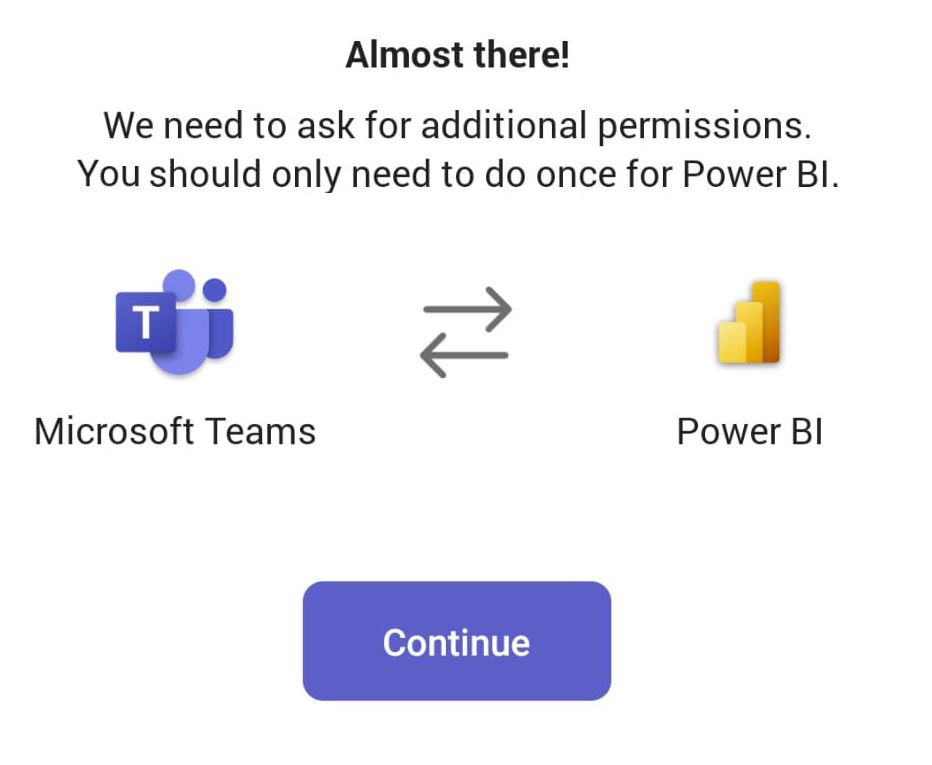 Almost there!
We need to ask for additional permissions.
You should only need to do once for Power BI.
T
Microsoft Teams
Power BI
Continue